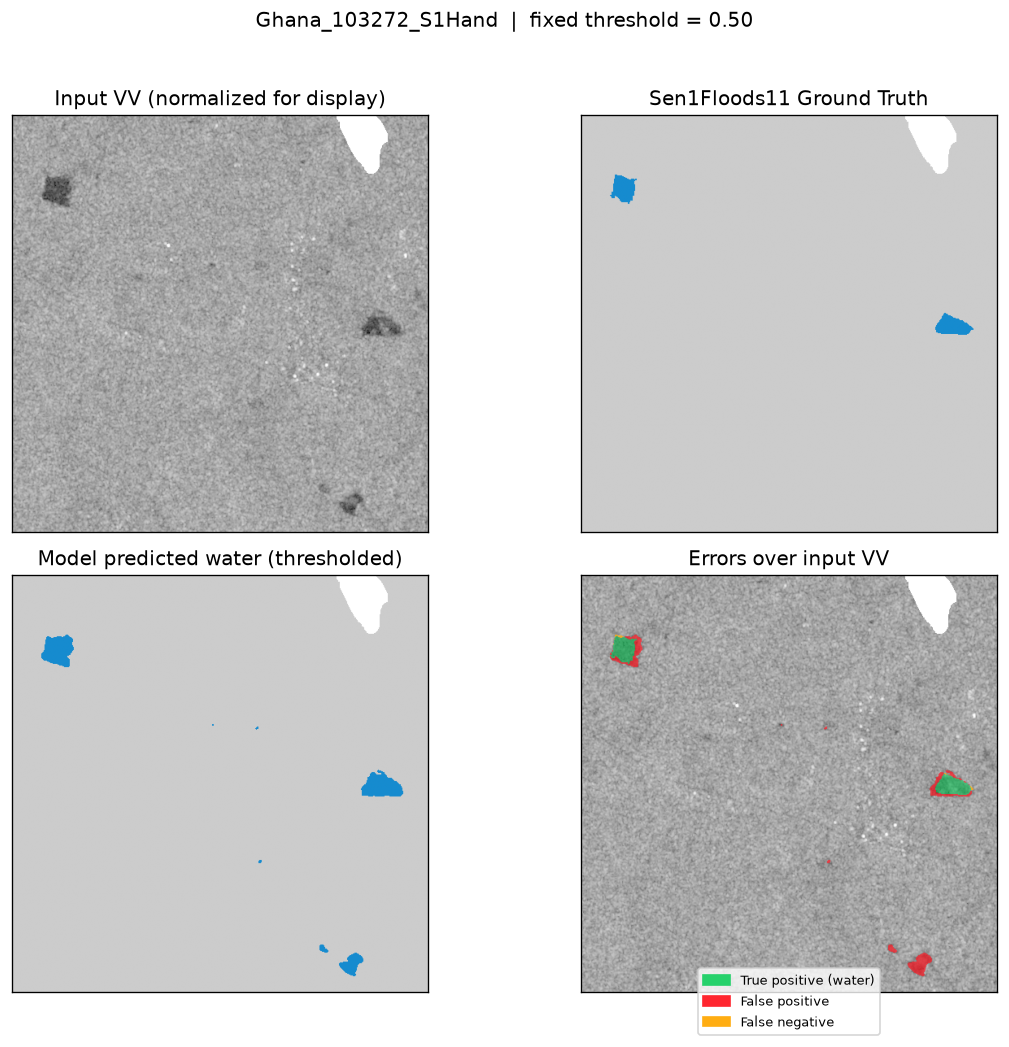 Ghana_103272_S1Hand | fixed threshold = 0.50
Input VV (normalized for display)
Sen1Floods11 Ground Truth
Model predicted water (thresholded)
Errors over input VV
True positive (water)
False positive
False negative